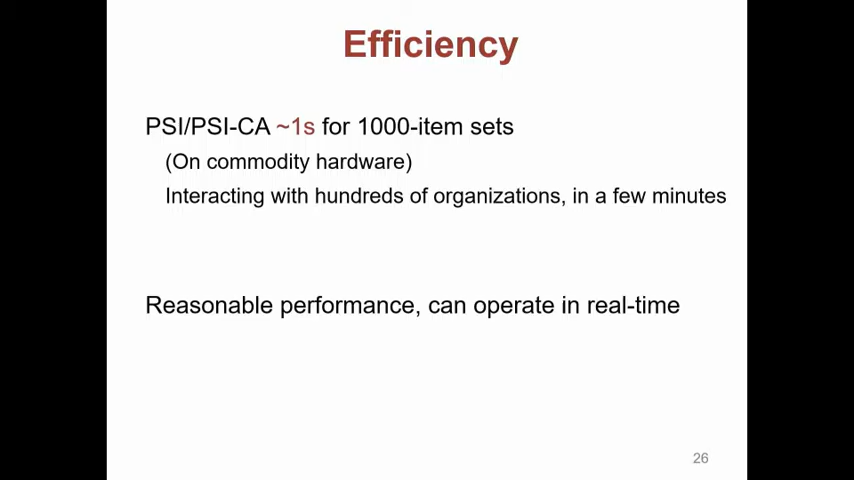 Efficiency
PSI/PSI-CA ~1s for 1000-item sets
(On commodity hardware)
Interacting with hundreds of organizations, in a few minutes
Reasonable performance, can operate in real-time
26